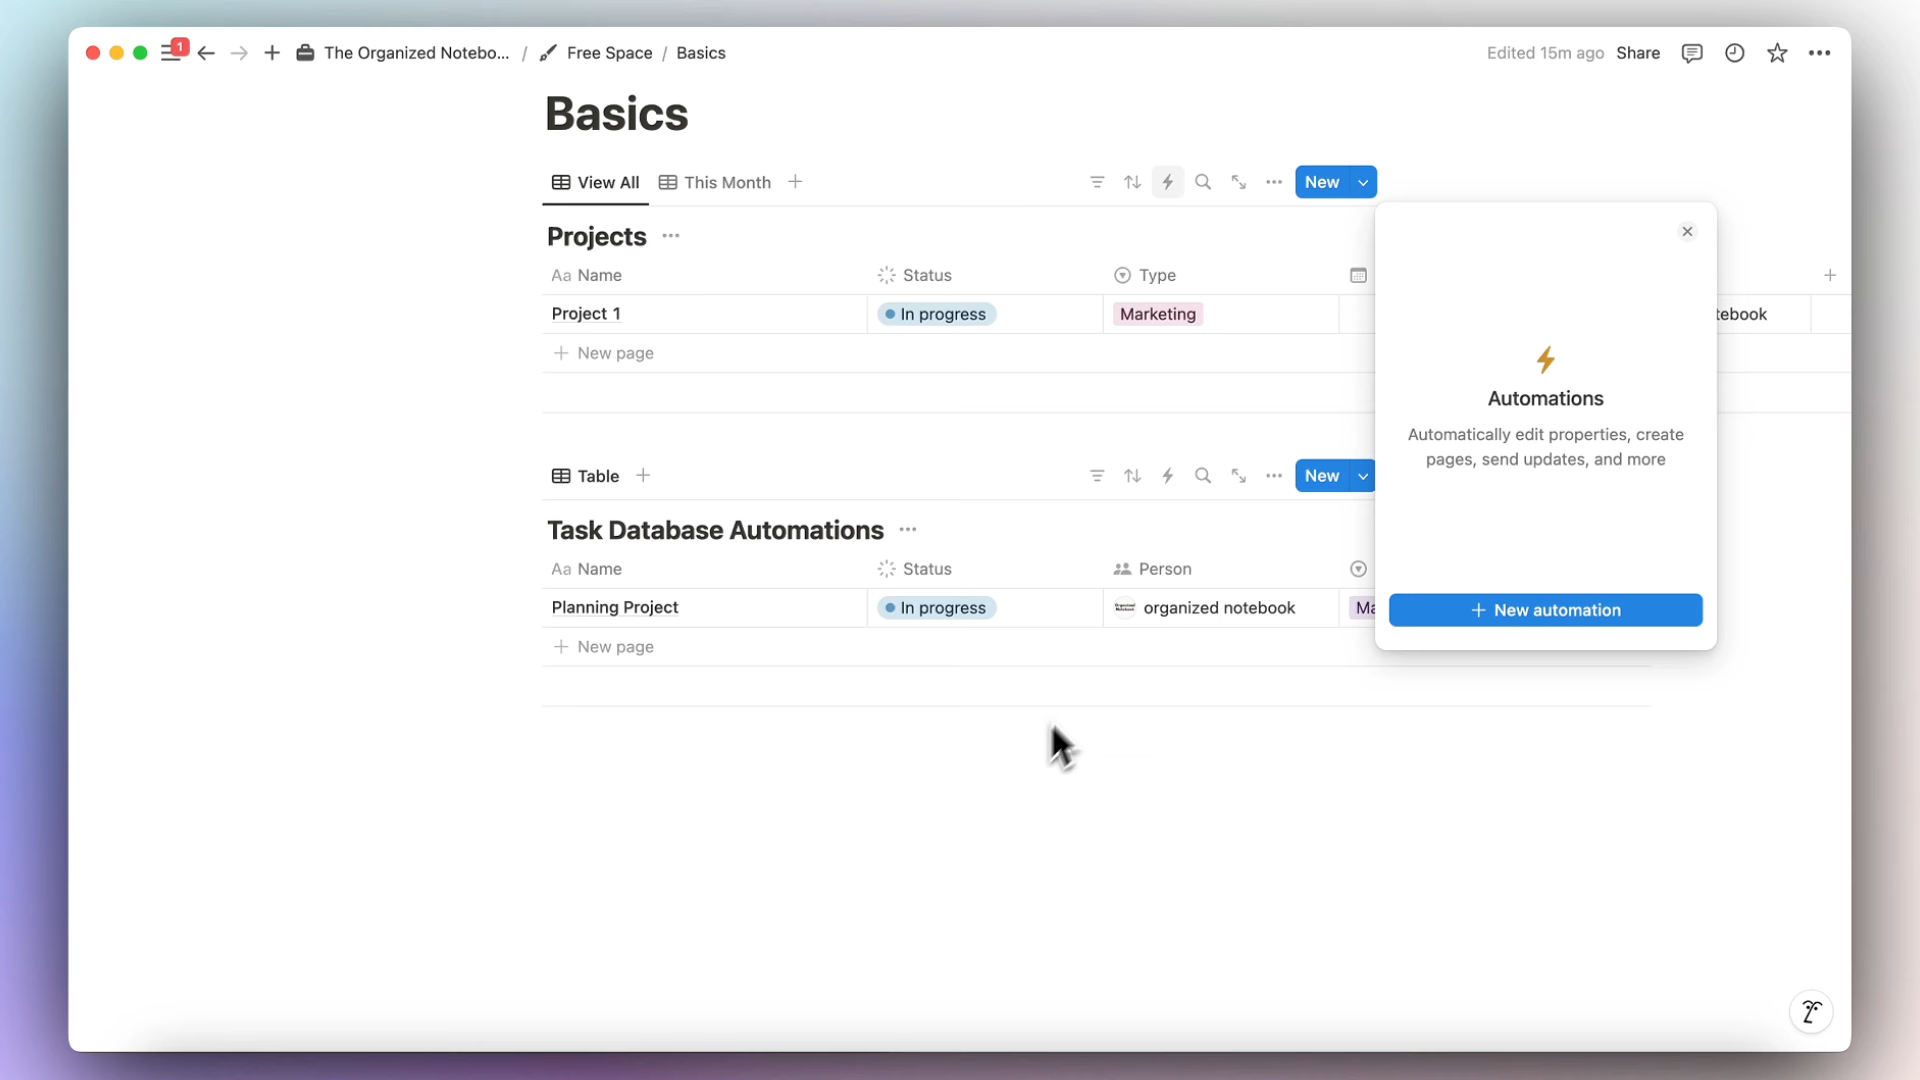 1
The Organized Notebo... / Free Space / Basics
Edited 15m ago Share
Basics
View All This Month
New
Projects
Aa Name Status Type
Project 1 In progress Marketing tebook
New page
Automations
Automatically edit properties, create
pages, send updates, and more
New automation
Table
New
Task Database Automations
Aa Name Status Person
Planning Project In progress organized notebook Ma
New page